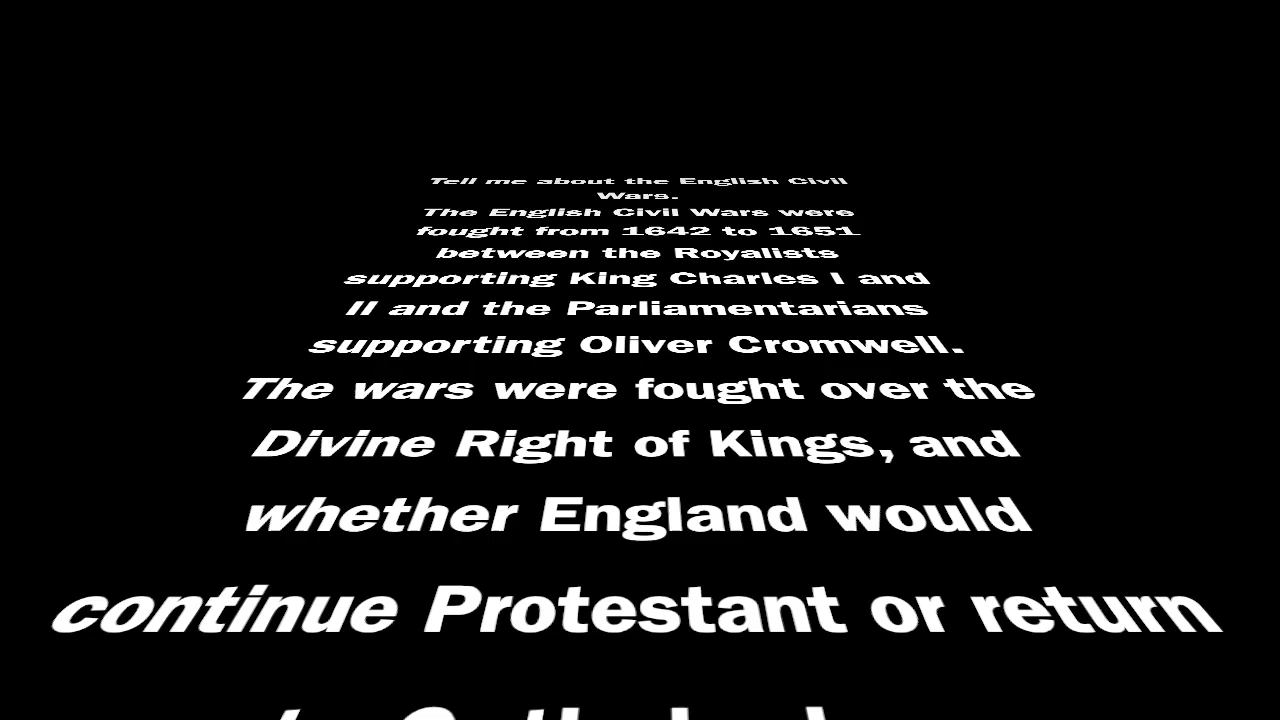 Tell me about the English Civil
Wars.
The English Civil Wars were
fought from 1642 to 1651
between the Royalists
supporting King Charles I and
II and the Parliamentarians
supporting Oliver Cromwell.
The wars were fought over the
Divine Right of Kings, and
whether England would
continue Protestant or return